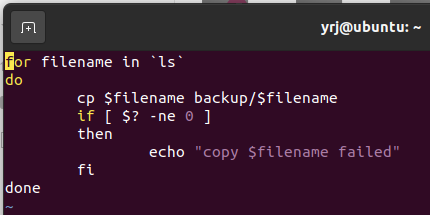 yrj@ubuntu: ~
for filename in `ls`
do
        cp $filename backup/$filename
        if [ $? -ne 0 ]
        then
                echo "copy $filename failed"
        fi
done
~